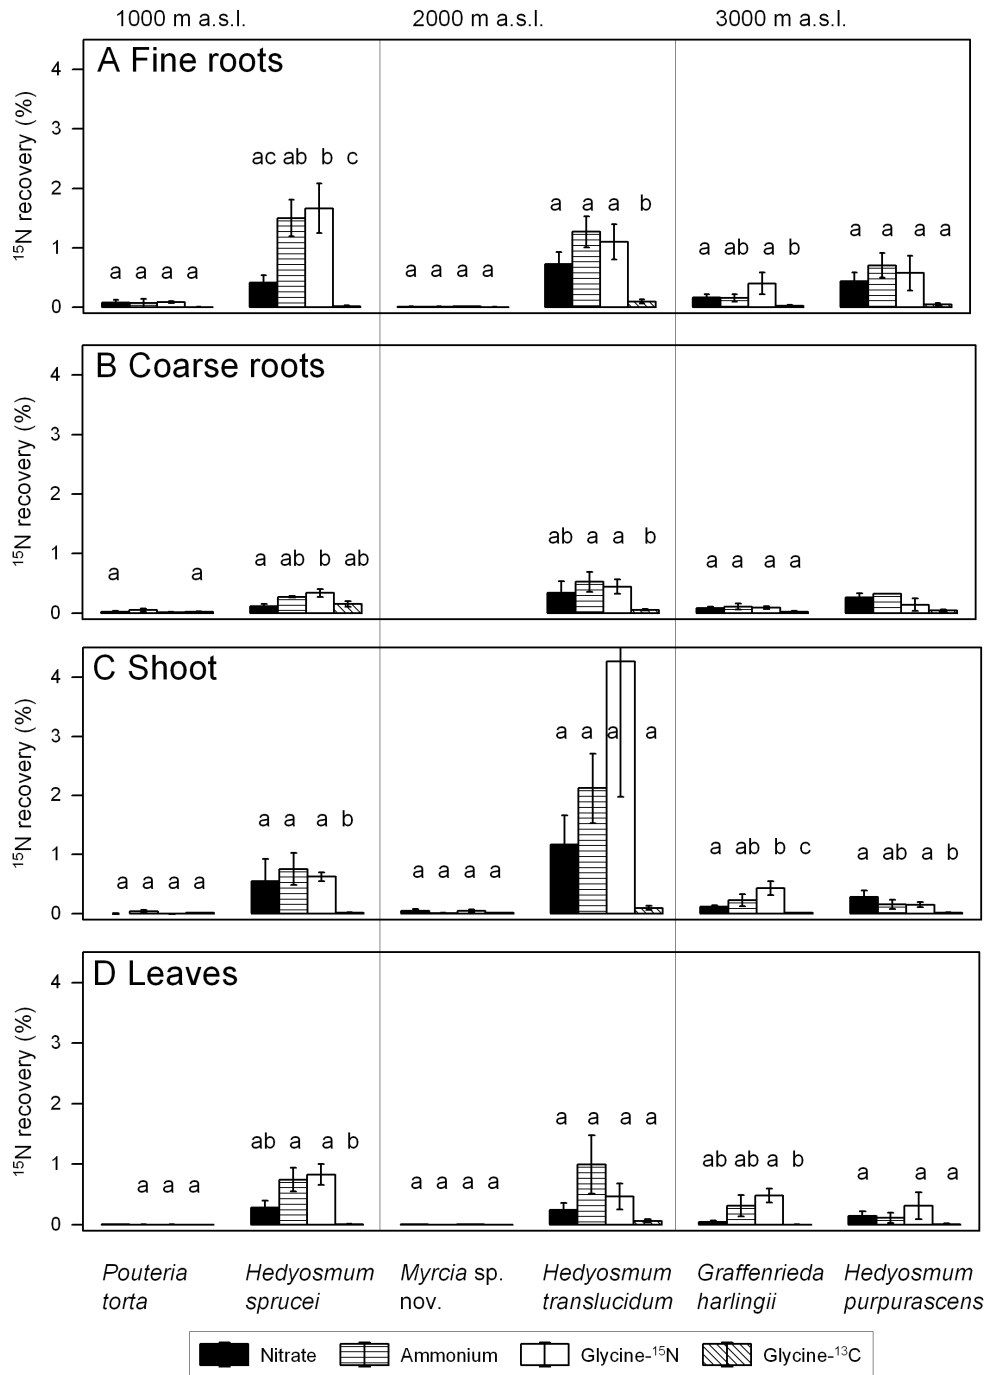 1000 m a.s.l. 2000 m a.s.l. 3000 m a.s.l.
A Fine roots
15N recovery (%)
4
3
2
1
0
ac ab b c
a a a b
a ab a b
a a a a
a a a a
a a a a
B Coarse roots
15N recovery (%)
4
3
2
1
0
a a
a ab b ab
ab a a b
a a a a
C Shoot
15N recovery (%)
4
3
2
1
0
a a a a
a a a b
a a a a
a a a a
a ab b c
a ab a b
D Leaves
15N recovery (%)
4
3
2
1
0
a a a
ab a a b
a a a a
a a a a
ab ab a b
a a a
Pouteria Hedyosmum Myrcia sp. Hedyosmum Graffenrieda Hedyosmum
torta sprucei nov. translucidum harlingii purpurascens
Nitrate Ammonium Glycine-15N Glycine-13C